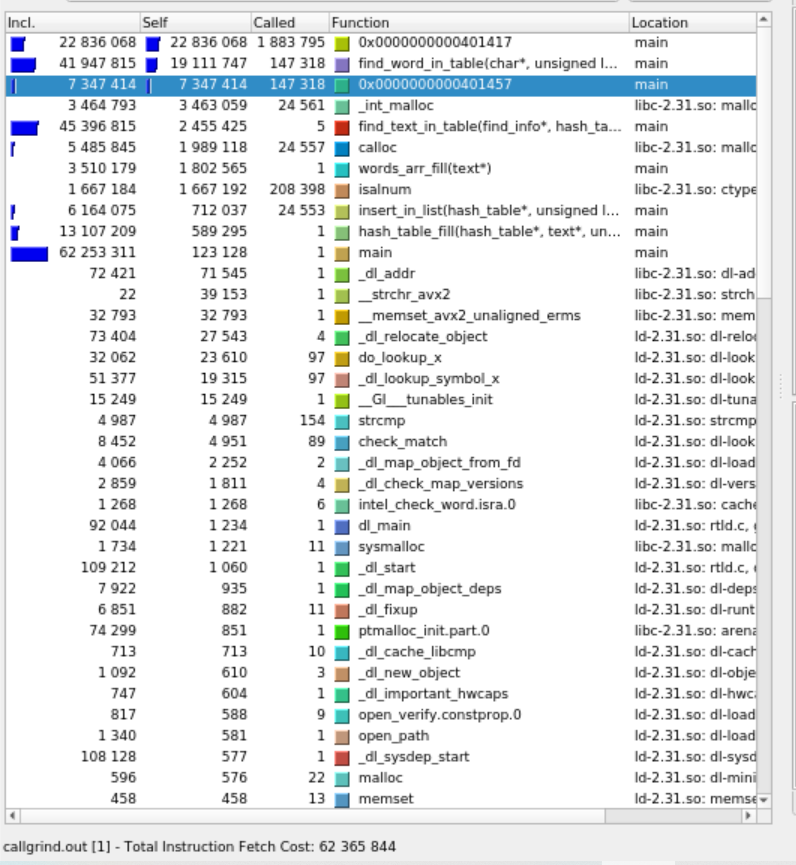 Incl. Self Called Function Location
22 836 068 22 836 068 1 883 795 0x0000000000401417 main
41 947 815 19 111 747 147 318 find_word_in_table(char*, unsigned l... main
7 347 414 7 347 414 147 318 0x0000000000401457 main
3 464 793 3 463 059 24 561 _int_malloc libc-2.31.so: mallo
45 396 815 2 455 425 5 find_text_in_table(find_info*, hash_ta... main
5 485 845 1 989 118 24 557 calloc libc-2.31.so: mallo
3 510 179 1 802 565 1 words_arr_fill(text*) main
1 667 184 1 667 192 208 398 isalnum libc-2.31.so: ctype
6 164 075 712 037 24 553 insert_in_list(hash_table*, unsigned l... main
13 107 209 589 295 1 hash_table_fill(hash_table*, text*, un... main
62 253 311 123 128 1 main main
72 421 71 545 1 _dl_addr libc-2.31.so: dl-ad
22 39 153 1 __strchr_avx2 libc-2.31.so: strch
32 793 32 793 1 __memset_avx2_unaligned_erms libc-2.31.so: mem
73 404 27 543 4 _dl_relocate_object ld-2.31.so: dl-relo
32 062 23 610 97 do_lookup_x ld-2.31.so: dl-look
51 377 19 315 97 _dl_lookup_symbol_x ld-2.31.so: dl-look
15 249 15 249 1 __GI___tunables_init ld-2.31.so: dl-tuna
4 987 4 987 154 strcmp ld-2.31.so: strcmp
8 452 4 951 89 check_match ld-2.31.so: dl-look
4 066 2 252 2 _dl_map_object_from_fd ld-2.31.so: dl-load
2 859 1 811 4 _dl_check_map_versions ld-2.31.so: dl-vers
1 268 1 268 6 intel_check_word.isra.0 libc-2.31.so: cache
92 044 1 234 1 dl_main ld-2.31.so: rtld.c,
1 734 1 221 11 sysmalloc libc-2.31.so: mallo
109 212 1 060 1 _dl_start ld-2.31.so: rtld.c,
7 922 935 1 _dl_map_object_deps ld-2.31.so: dl-deps
6 851 882 11 _dl_fixup ld-2.31.so: dl-runt
74 299 851 1 ptmalloc_init.part.0 libc-2.31.so: arena
713 713 10 _dl_cache_libcmp ld-2.31.so: dl-cach
1 092 610 3 _dl_new_object ld-2.31.so: dl-obje
747 604 1 _dl_important_hwcaps ld-2.31.so: dl-hwc
817 588 9 open_verify.constprop.0 ld-2.31.so: dl-load
1 340 581 1 open_path ld-2.31.so: dl-load
108 128 577 1 _dl_sysdep_start ld-2.31.so: dl-sysd
596 576 22 malloc ld-2.31.so: dl-mini
458 458 13 memset ld-2.31.so: memse
callgrind.out [1] - Total Instruction Fetch Cost: 62 365 844